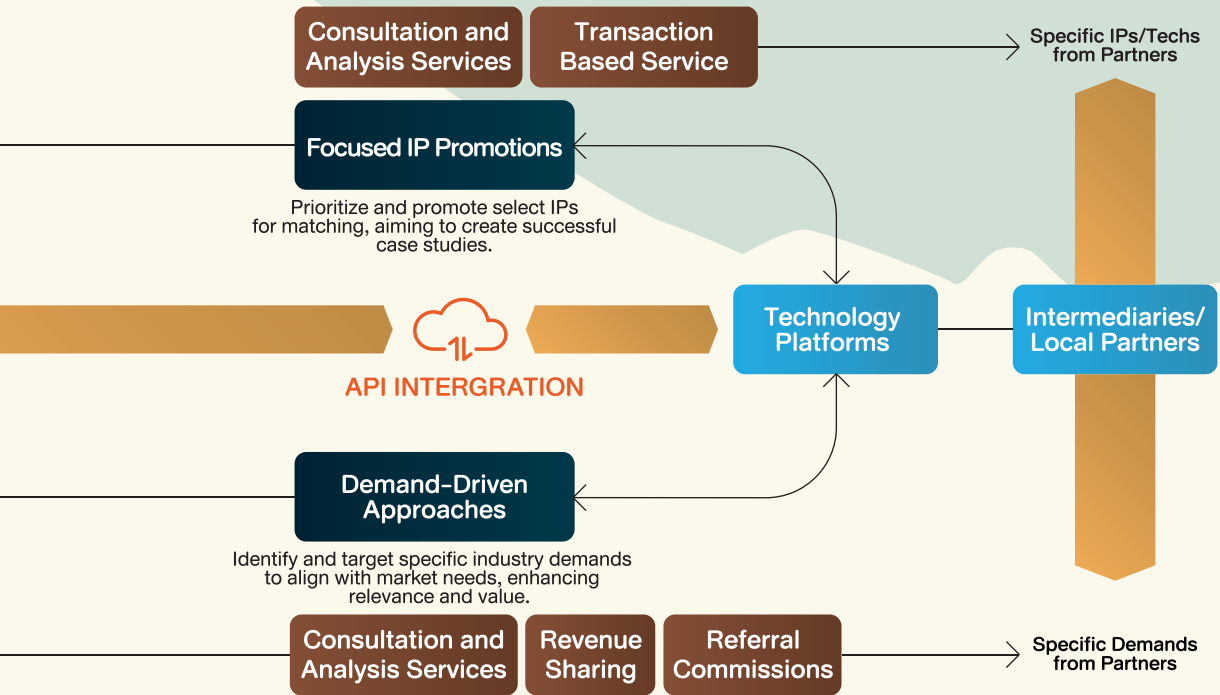 Consultation and
Analysis Services
Transaction
Based Service
Specific IPs/Techs
from Partners
Focused IP Promotions
Prioritize and promote select IPs
for matching, aiming to create successful
case studies.
API INTERGRATION
Technology
Platforms
Intermediaries/
Local Partners
Demand-Driven
Approaches
Identify and target specific industry demands
to align with market needs, enhancing
relevance and value.
Consultation and
Analysis Services
Revenue
Sharing
Referral
Commissions
Specific Demands
from Partners